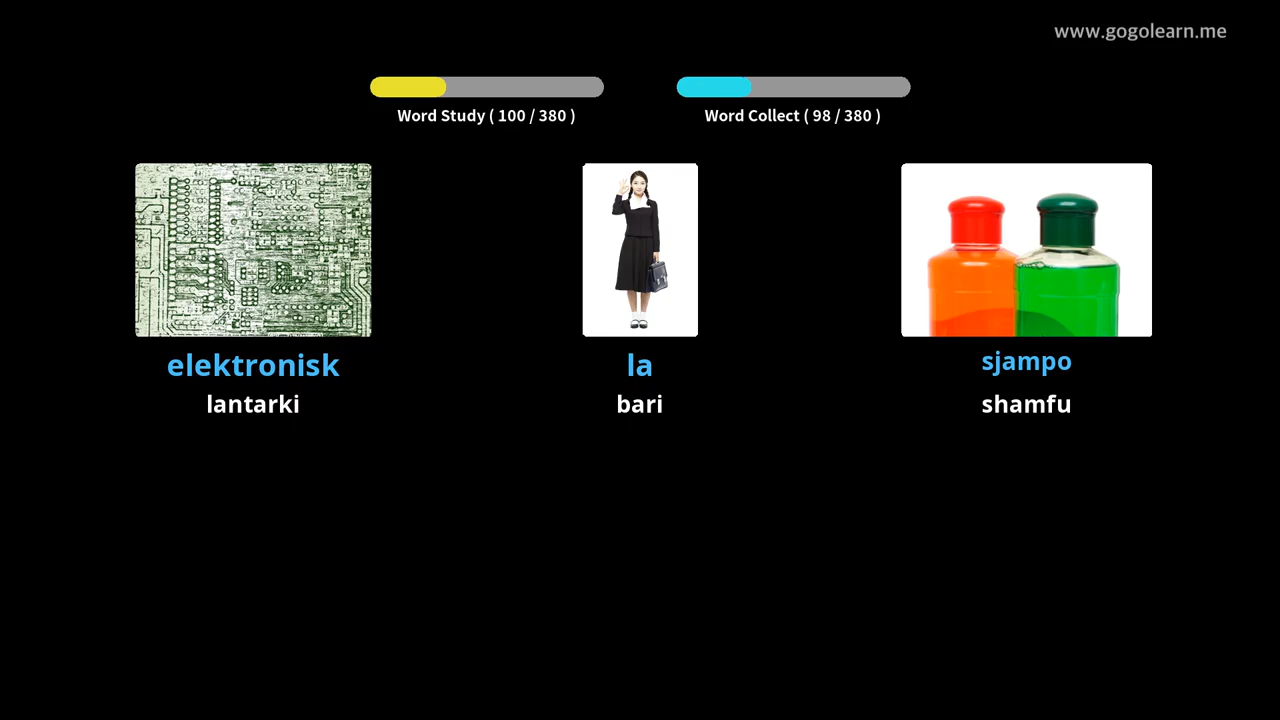 www.gogolearn.me
Word Study ( 100 / 380 )
Word Collect ( 98 / 380 )
elektronisk
la
sjampo
lantarki
bari
shamfu